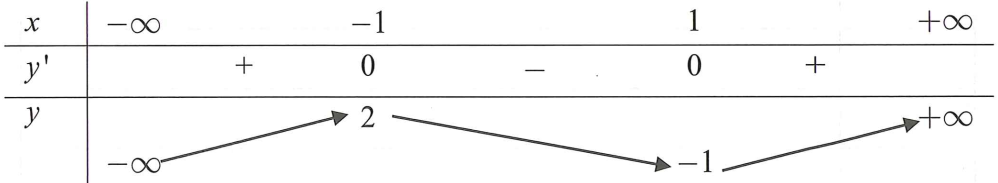 x −∞ −1 1 +∞
y' + 0 − 0 +
y 2 +∞
−∞ −1